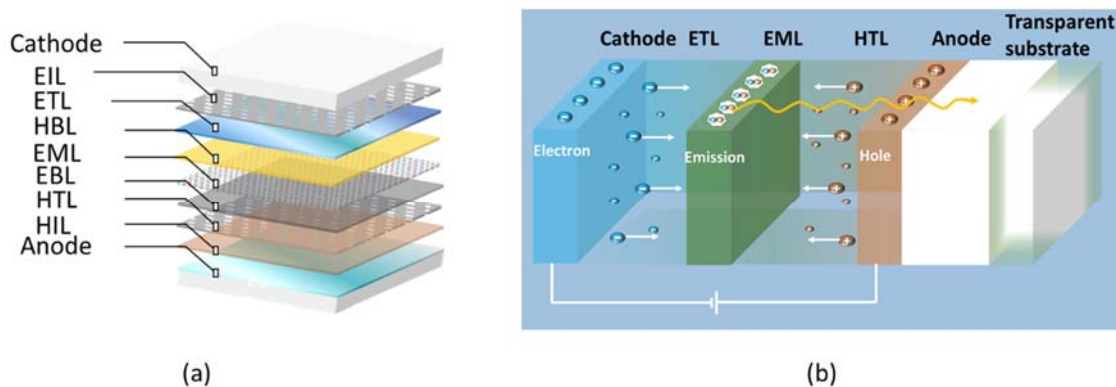 Cathode
EIL
ETL
HBL
EML
EBL
HTL
HIL
Anode
(a)
Cathode ETL EML HTL Anode Transparent
substrate
Electron
Emission
Hole
(b)